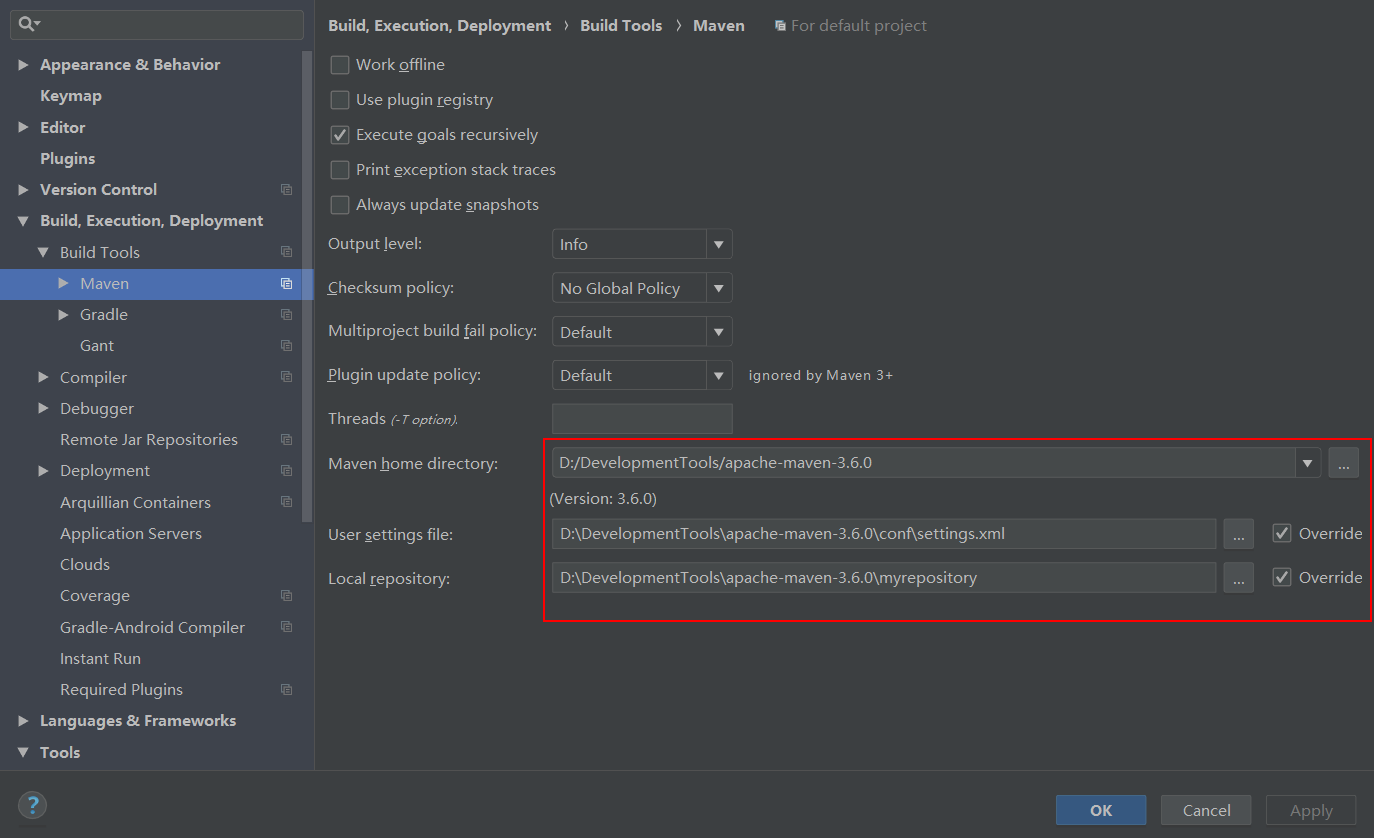 Appearance & Behavior
Keymap
Editor
Plugins
Version Control
Build, Execution, Deployment
Build Tools
Maven
Gradle
Gant
Compiler
Debugger
Remote Jar Repositories
Deployment
Arquillian Containers
Application Servers
Clouds
Coverage
Gradle-Android Compiler
Instant Run
Required Plugins
Languages & Frameworks
Tools
Build, Execution, Deployment › Build Tools › Maven For default project
Work offline
Use plugin registry
Execute goals recursively
Print exception stack traces
Always update snapshots
Output level: Info
Checksum policy: No Global Policy
Multiproject build fail policy: Default
Plugin update policy: Default ignored by Maven 3+
Threads (-T option).
Maven home directory: D:/DevelopmentTools/apache-maven-3.6.0 ...
(Version: 3.6.0)
User settings file: D:\DevelopmentTools\apache-maven-3.6.0\conf\settings.xml ... Override
Local repository: D:\DevelopmentTools\apache-maven-3.6.0\myrepository ... Override
? OK Cancel Apply